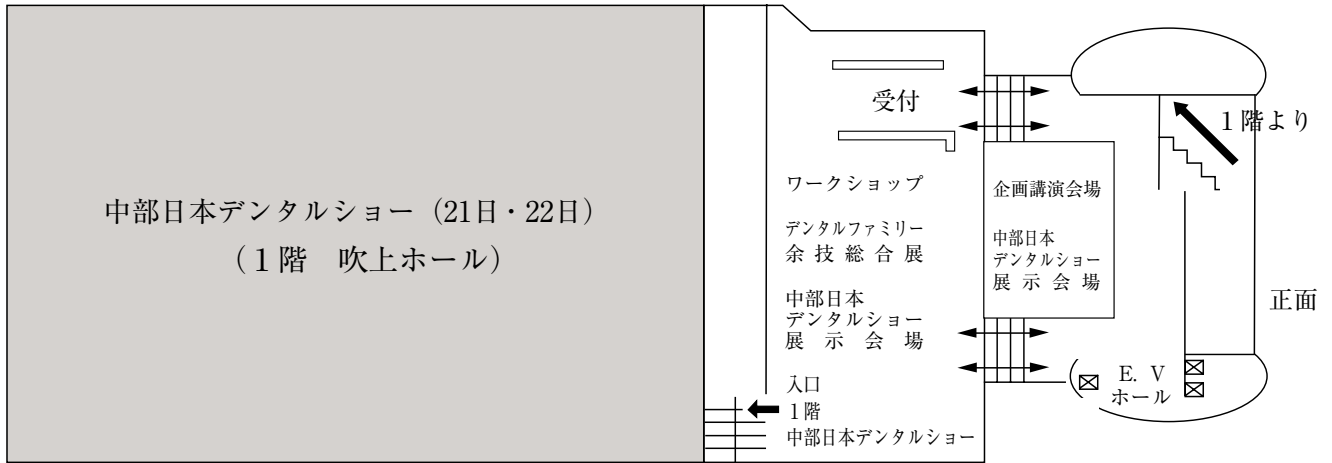 中部日本デンタルショー（21日・22日）
（１階　吹上ホール）
受付
ワークショップ
デンタルファミリー
余技総合展
中部日本
デンタルショー
展示会場
入口
１階
中部日本デンタルショー
企画講演会場
中部日本
デンタルショー
展示会場
１階より
正面
E. V
ホール